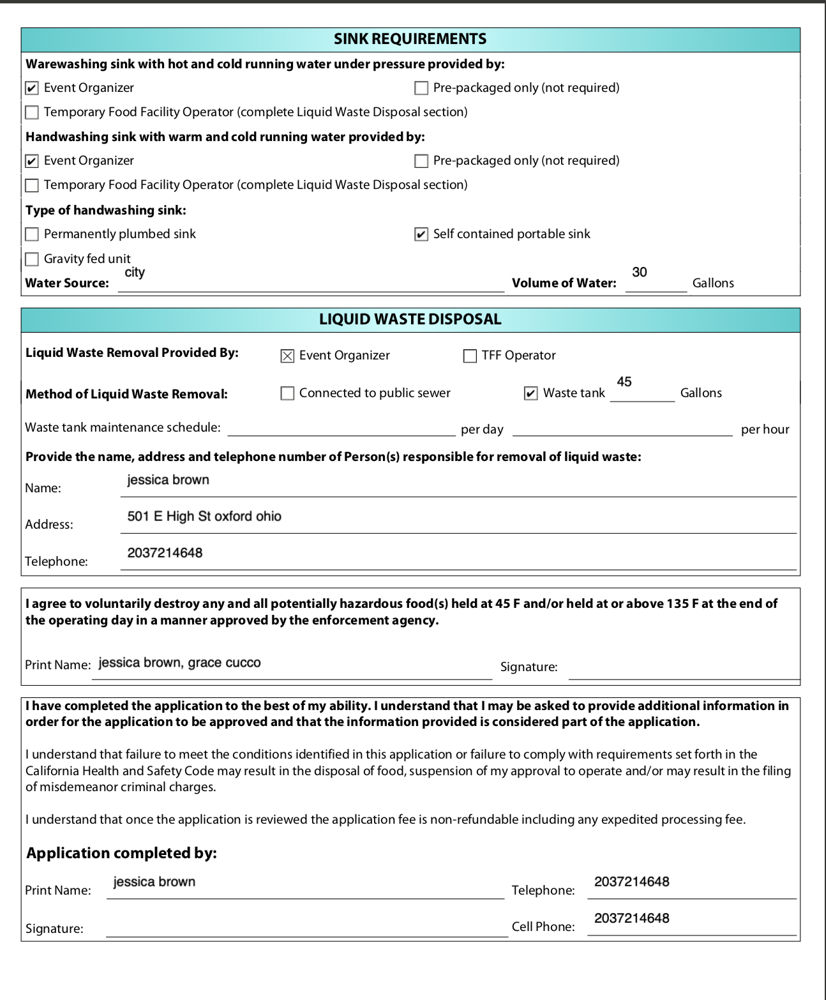 SINK REQUIREMENTS
Warewashing sink with hot and cold running water under pressure provided by:
✔ Event Organizer Pre-packaged only (not required)
Temporary Food Facility Operator (complete Liquid Waste Disposal section)
Handwashing sink with warm and cold running water provided by:
✔ Event Organizer Pre-packaged only (not required)
Temporary Food Facility Operator (complete Liquid Waste Disposal section)
Type of handwashing sink:
Permanently plumbed sink ✔ Self contained portable sink
Gravity fed unit
Water Source: city Volume of Water: 30 Gallons
LIQUID WASTE DISPOSAL
Liquid Waste Removal Provided By: ☒ Event Organizer TFF Operator
Method of Liquid Waste Removal: Connected to public sewer ✔ Waste tank 45 Gallons
Waste tank maintenance schedule: per day per hour
Provide the name, address and telephone number of Person(s) responsible for removal of liquid waste:
Name: jessica brown
Address: 501 E High St oxford ohio
Telephone: 2037214648
I agree to voluntarily destroy any and all potentially hazardous food(s) held at 45 F and/or held at or above 135 F at the end of
the operating day in a manner approved by the enforcement agency.
Print Name: jessica brown, grace cucco Signature:
I have completed the application to the best of my ability. I understand that I may be asked to provide additional information in
order for the application to be approved and that the information provided is considered part of the application.
I understand that failure to meet the conditions identified in this application or failure to comply with requirements set forth in the
California Health and Safety Code may result in the disposal of food, suspension of my approval to operate and/or may result in the filing
of misdemeanor criminal charges.
I understand that once the application is reviewed the application fee is non-refundable including any expedited processing fee.
Application completed by:
Print Name: jessica brown Telephone: 2037214648
Signature: Cell Phone: 2037214648